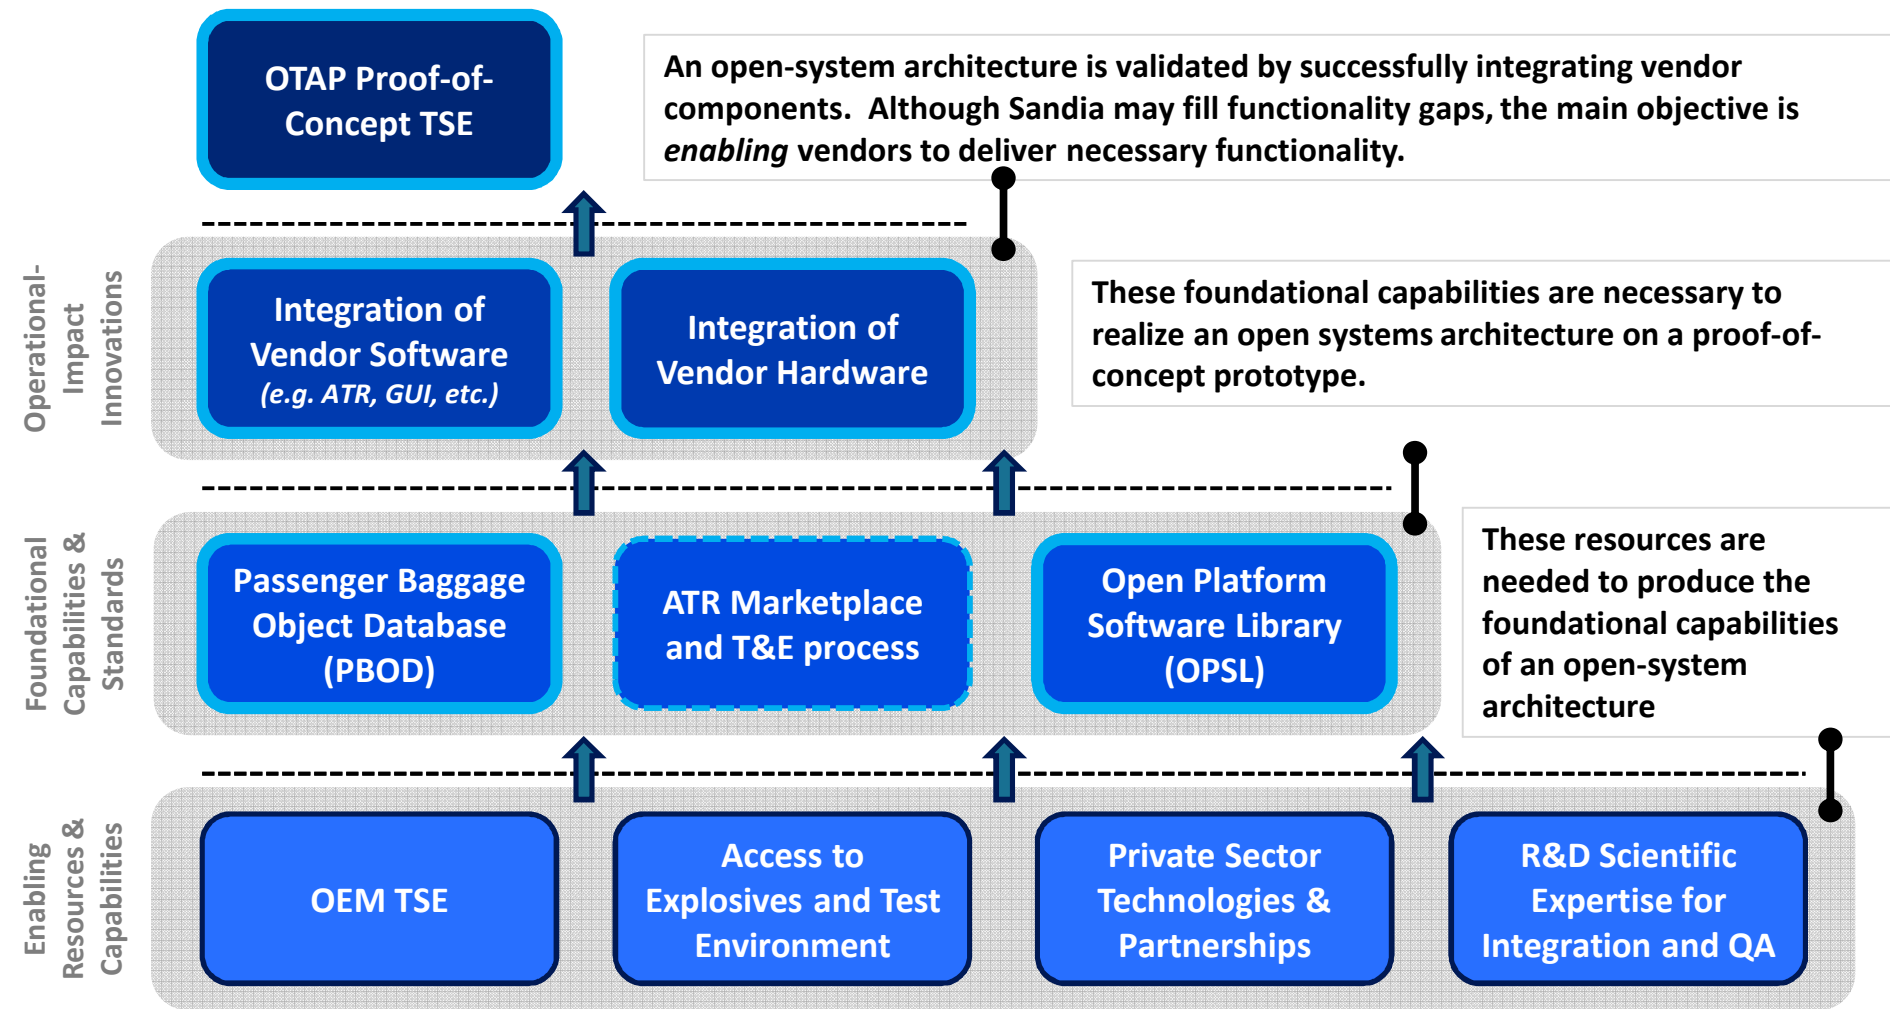 OTAP Proof-of-
Concept TSE
An open-system architecture is validated by successfully integrating vendor
components.  Although Sandia may fill functionality gaps, the main objective is
enabling vendors to deliver necessary functionality.
Operational-
Impact
Innovations
Integration of
Vendor Software
(e.g. ATR, GUI, etc.)
Integration of
Vendor Hardware
These foundational capabilities are necessary to
realize an open systems architecture on a proof-of-
concept prototype.
Foundational
Capabilities &
Standards
Passenger Baggage
Object Database
(PBOD)
ATR Marketplace
and T&E process
Open Platform
Software Library
(OPSL)
These resources are
needed to produce the
foundational capabilities
of an open-system
architecture
Enabling
Resources &
Capabilities
OEM TSE
Access to
Explosives and Test
Environment
Private Sector
Technologies &
Partnerships
R&D Scientific
Expertise for
Integration and QA